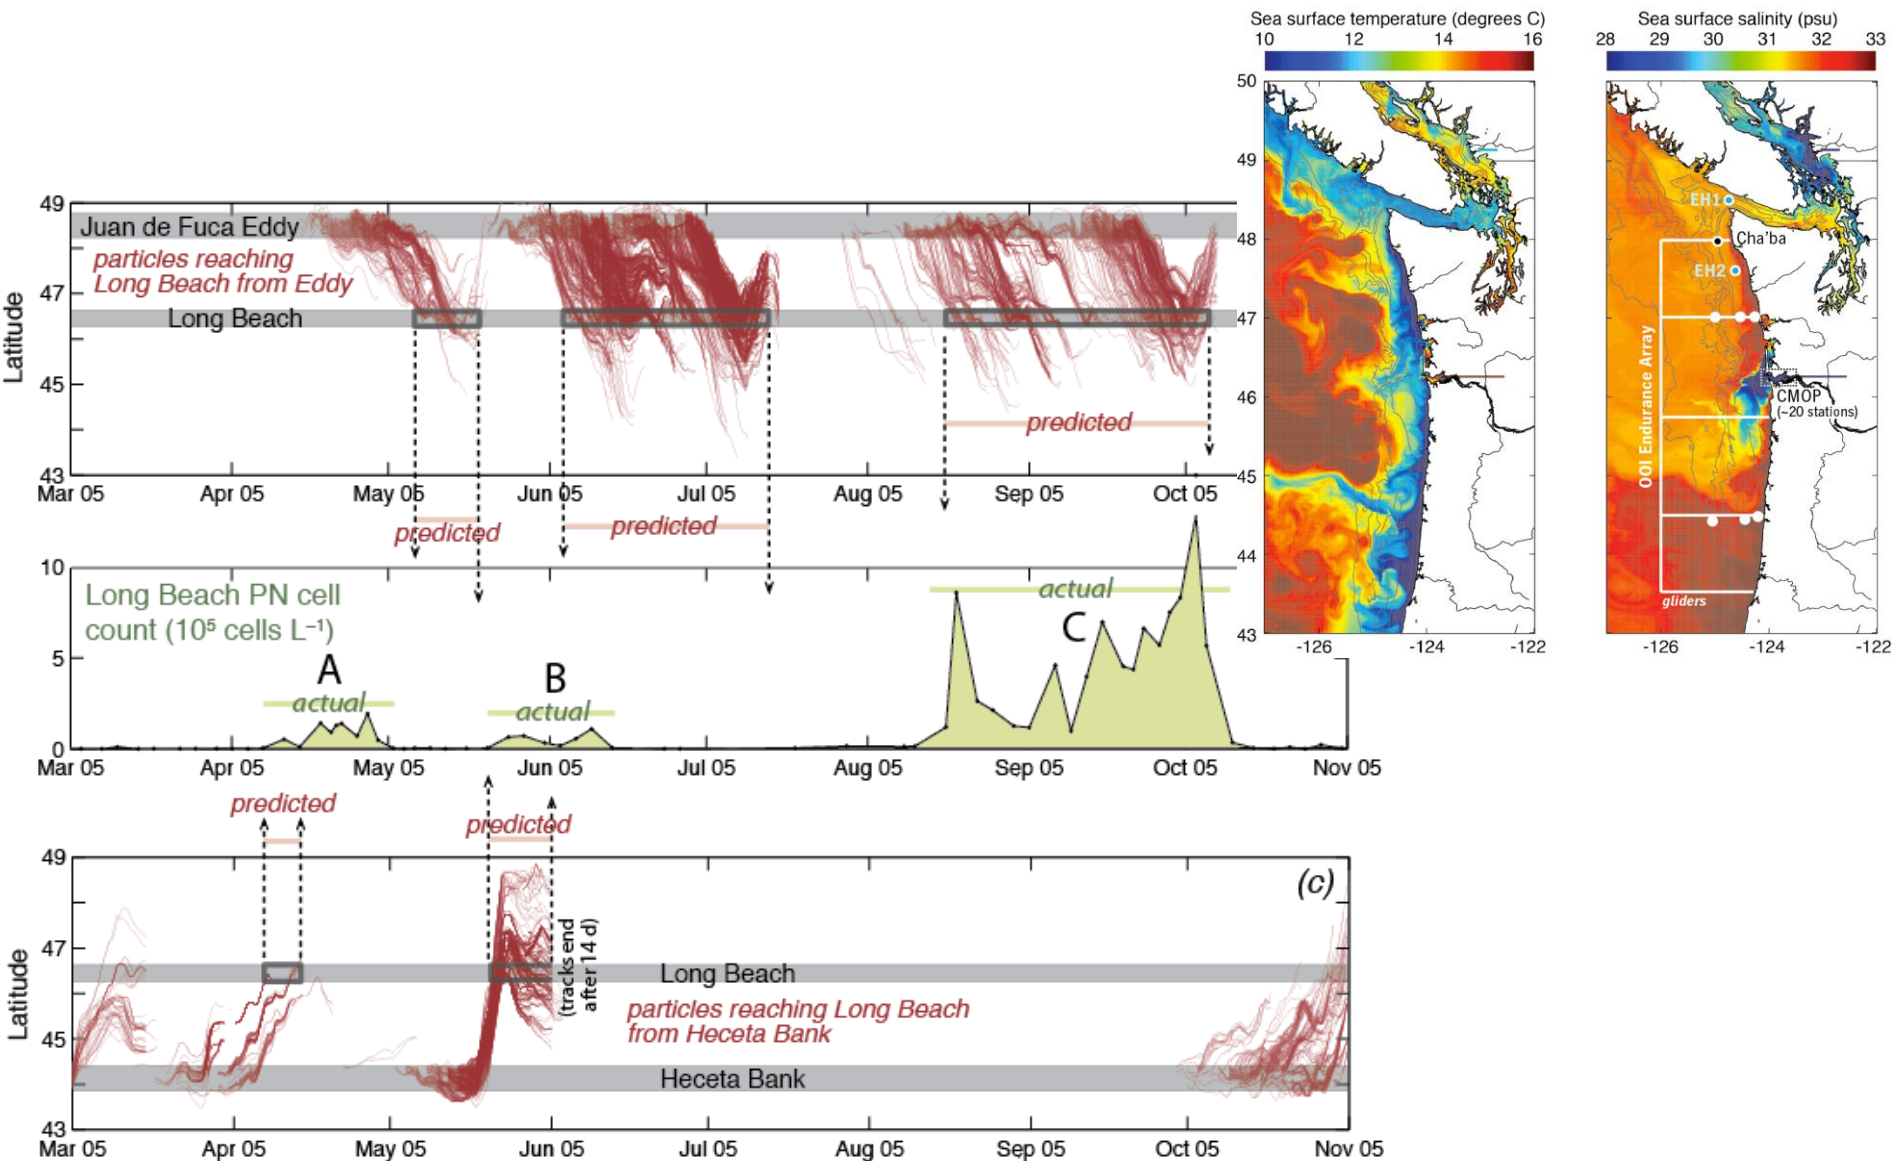 Sea surface temperature (degrees C)
10 12 14 16
Sea surface salinity (psu)
28 29 30 31 32 33
50
49
48
47
46
45
44
43
-126 -124 -122
EH1
Cha'ba
EH2
OOI Endurance Array
CMOP
(~20 stations)
gliders
-126 -124 -122
49
47
45
43
Latitude
Juan de Fuca Eddy
particles reaching
Long Beach from Eddy
Long Beach
predicted
Mar 05 Apr 05 May 05 Jun 05 Jul 05 Aug 05 Sep 05 Oct 05
predicted
predicted
10
5
0
Long Beach PN cell
count (10⁵ cells L⁻¹)
A
actual
B
actual
actual
C
Mar 05 Apr 05 May 05 Jun 05 Jul 05 Aug 05 Sep 05 Oct 05 Nov 05
predicted
predicted
49
47
45
43
Latitude
(c)
(tracks end
after 14 d)
Long Beach
particles reaching Long Beach
from Heceta Bank
Heceta Bank
Mar 05 Apr 05 May 05 Jun 05 Jul 05 Aug 05 Sep 05 Oct 05 Nov 05